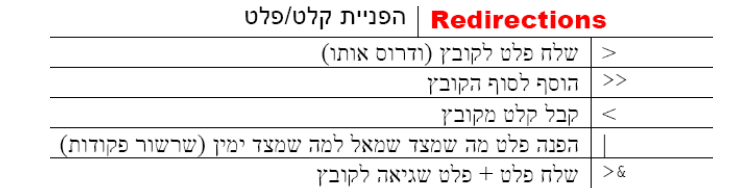 Redirections | הפניית קלט/פלט
> שלח פלט לקובץ (ודרוס אותו)
>> הוסף לסוף הקובץ
< קבל קלט מקובץ
| הפנה פלט מה שמצד שמאל למה שמצד ימין (שרשור פקודות)
>& שלח פלט + פלט שגיאה לקובץ